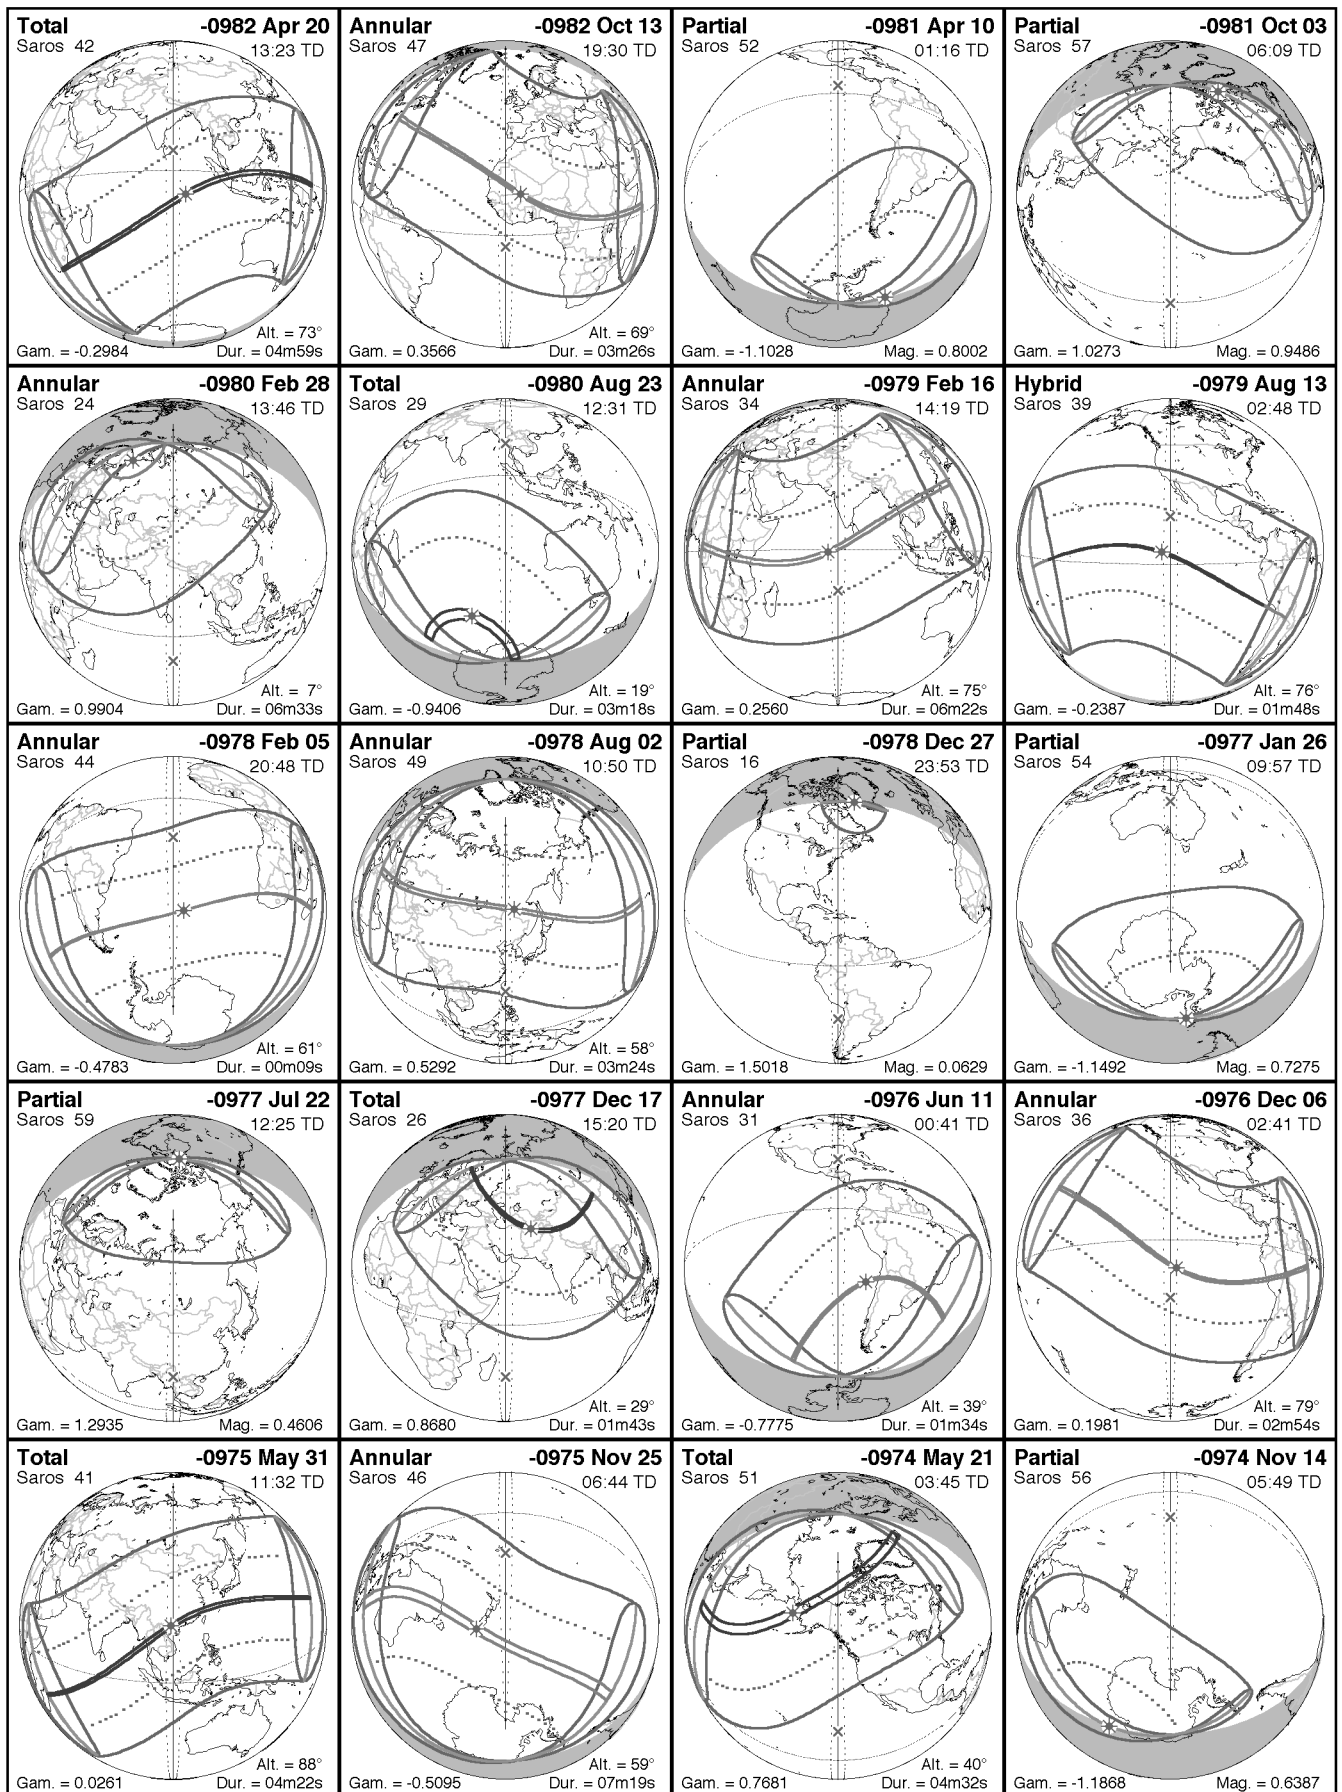 Total -0982 Apr 20
Saros 42 13:23 TD
Alt. = 73°
Gam. = -0.2984 Dur. = 04m59s
Annular -0982 Oct 13
Saros 47 19:30 TD
Alt. = 69°
Gam. = 0.3566 Dur. = 03m26s
Partial -0981 Apr 10
Saros 52 01:16 TD
Gam. = -1.1028 Mag. = 0.8002
Partial -0981 Oct 03
Saros 57 06:09 TD
Gam. = 1.0273 Mag. = 0.9486
Annular -0980 Feb 28
Saros 24 13:46 TD
Alt. = 7°
Gam. = 0.9904 Dur. = 06m33s
Total -0980 Aug 23
Saros 29 12:31 TD
Alt. = 19°
Gam. = -0.9406 Dur. = 03m18s
Annular -0979 Feb 16
Saros 34 14:19 TD
Alt. = 75°
Gam. = 0.2560 Dur. = 06m22s
Hybrid -0979 Aug 13
Saros 39 02:48 TD
Alt. = 76°
Gam. = -0.2387 Dur. = 01m48s
Annular -0978 Feb 05
Saros 44 20:48 TD
Alt. = 61°
Gam. = -0.4783 Dur. = 00m09s
Annular -0978 Aug 02
Saros 49 10:50 TD
Alt. = 58°
Gam. = 0.5292 Dur. = 03m24s
Partial -0978 Dec 27
Saros 16 23:53 TD
Gam. = 1.5018 Mag. = 0.0629
Partial -0977 Jan 26
Saros 54 09:57 TD
Gam. = -1.1492 Mag. = 0.7275
Partial -0977 Jul 22
Saros 59 12:25 TD
Gam. = 1.2935 Mag. = 0.4606
Total -0977 Dec 17
Saros 26 15:20 TD
Alt. = 29°
Gam. = 0.8680 Dur. = 01m43s
Annular -0976 Jun 11
Saros 31 00:41 TD
Alt. = 39°
Gam. = -0.7775 Dur. = 01m34s
Annular -0976 Dec 06
Saros 36 02:41 TD
Alt. = 79°
Gam. = 0.1981 Dur. = 02m54s
Total -0975 May 31
Saros 41 11:32 TD
Alt. = 88°
Gam. = 0.0261 Dur. = 04m22s
Annular -0975 Nov 25
Saros 46 06:44 TD
Alt. = 59°
Gam. = -0.5095 Dur. = 07m19s
Total -0974 May 21
Saros 51 03:45 TD
Alt. = 40°
Gam. = 0.7681 Dur. = 04m32s
Partial -0974 Nov 14
Saros 56 05:49 TD
Gam. = -1.1868 Mag. = 0.6387